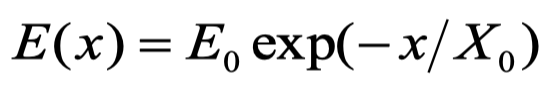 E(x) = E₀ exp(−x/X₀)